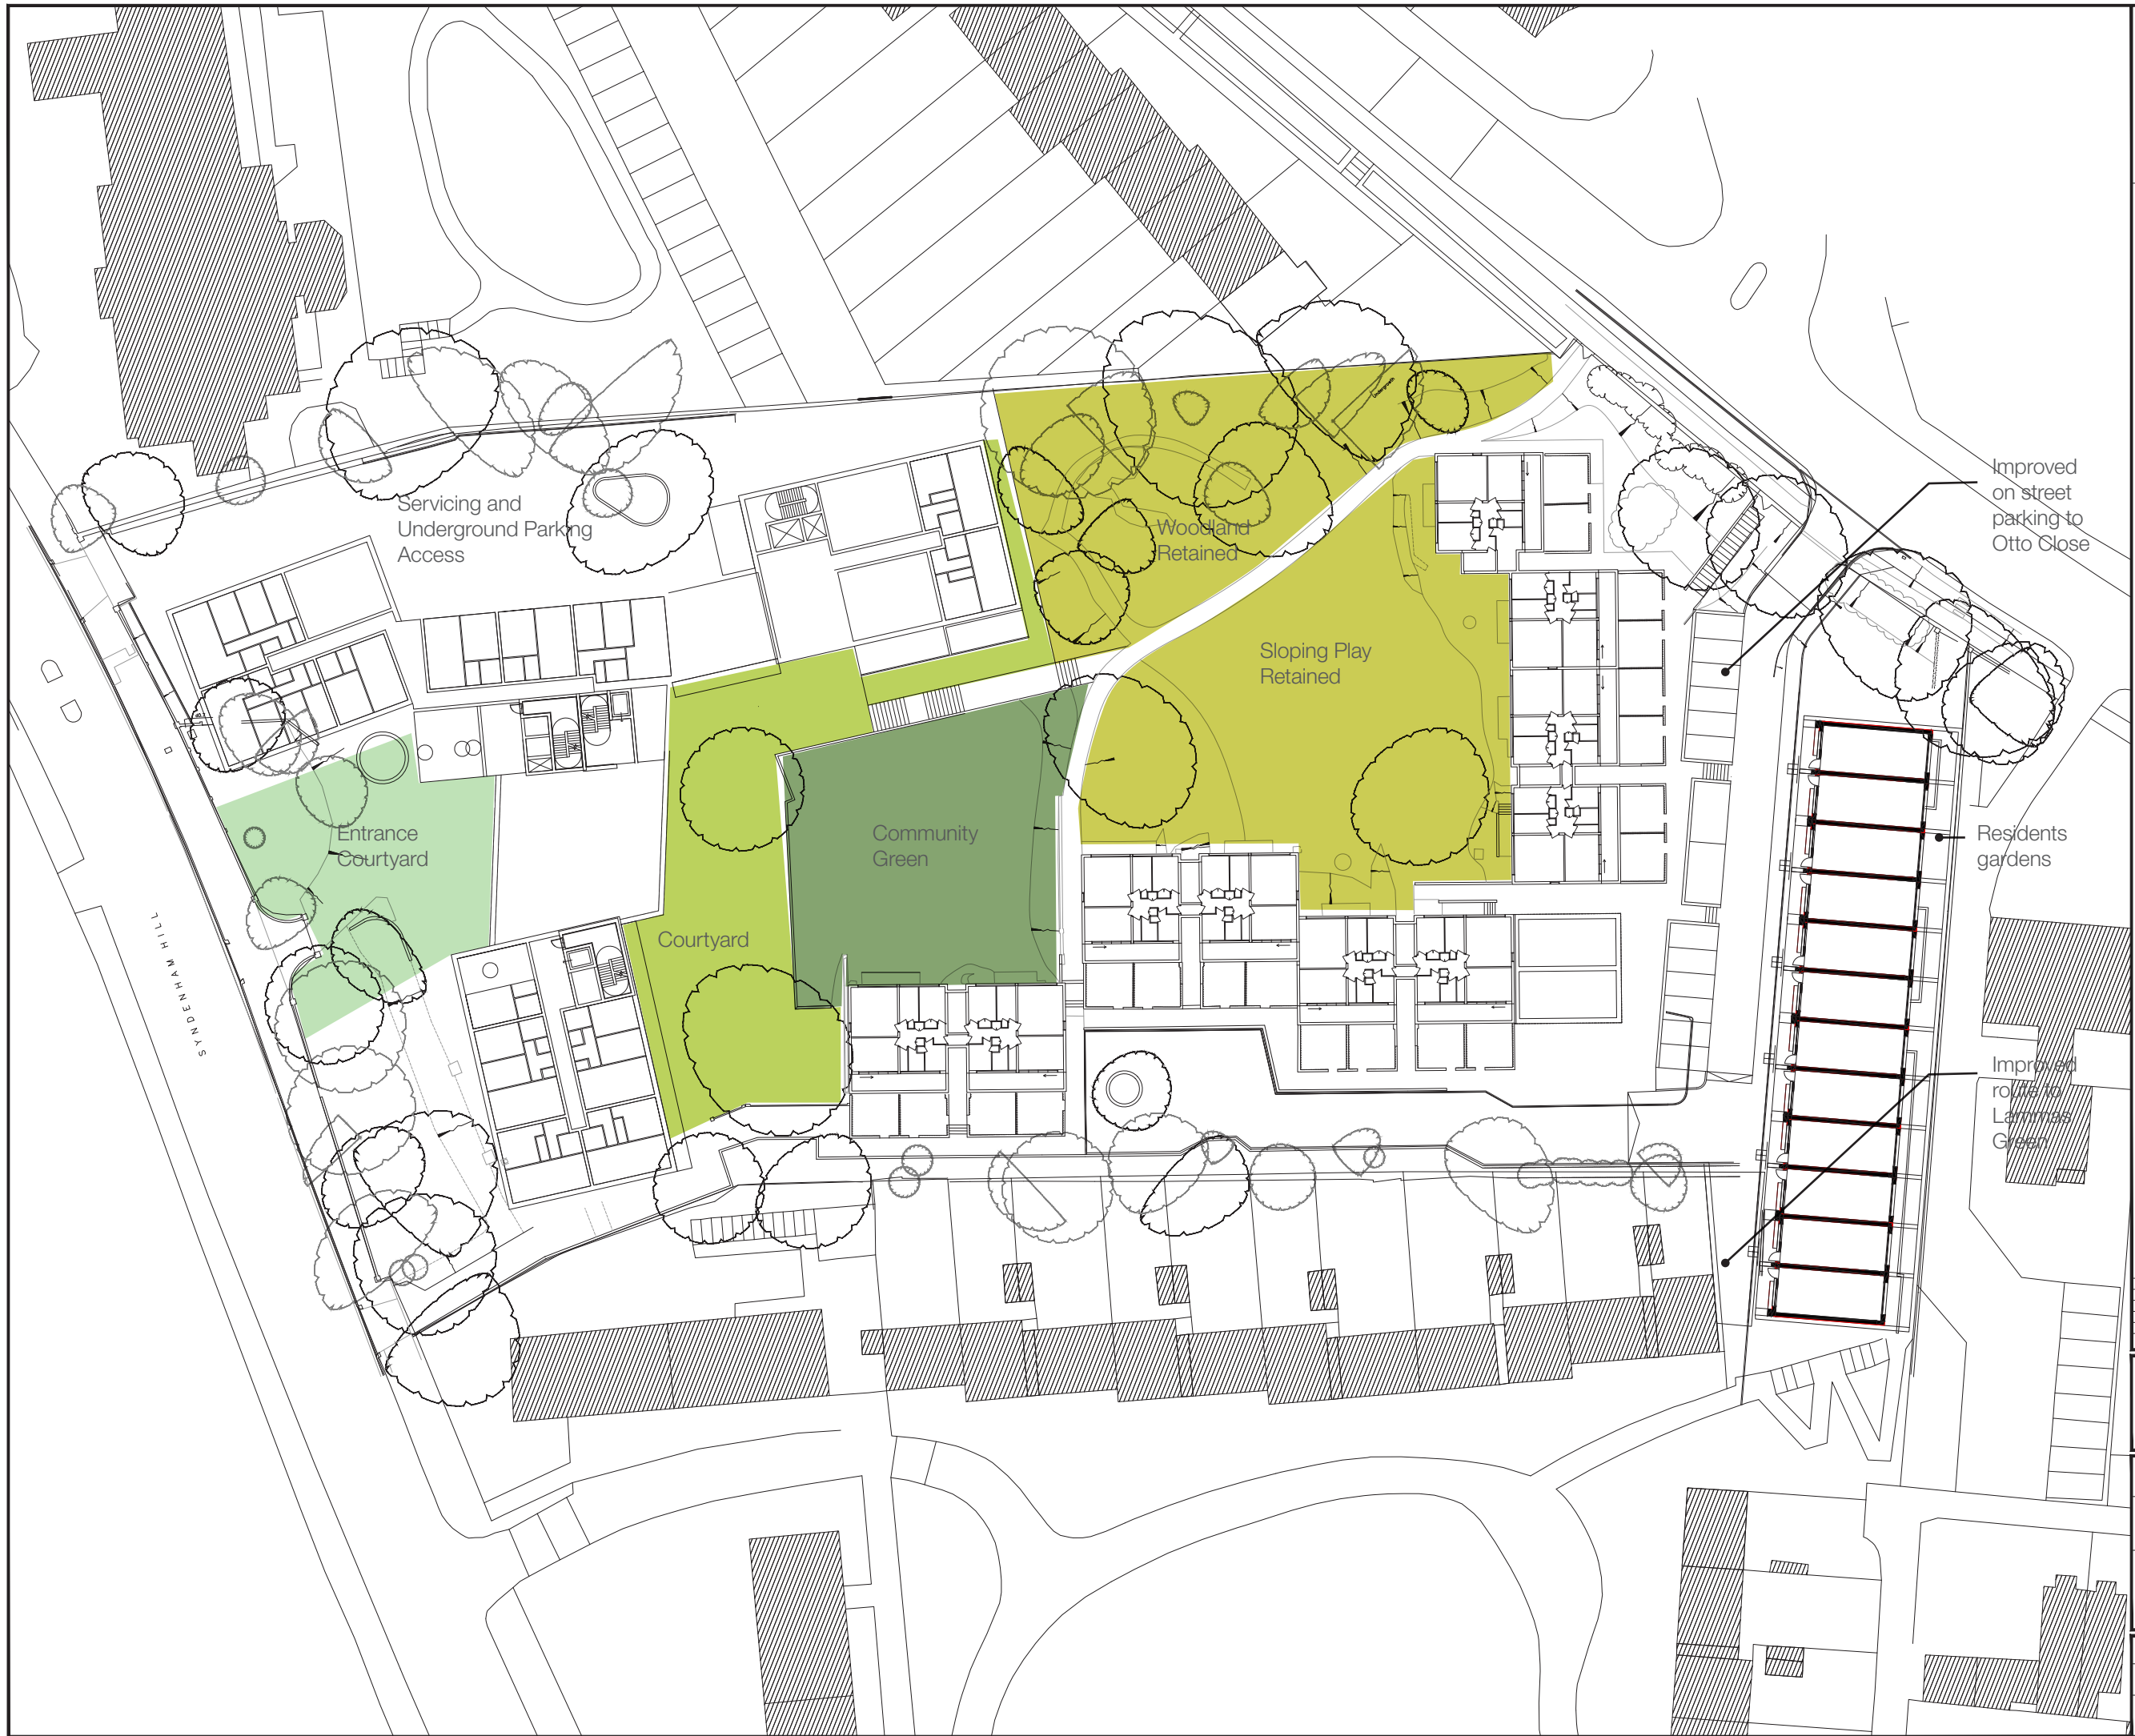 Servicing and
Underground Parking
Access
Woodland
Retained
Sloping Play
Retained
Improved
on street
parking to
Otto Close
Entrance
Courtyard
Community
Green
Residents
gardens
Courtyard
SYNDENHAM HILL
Improved
route to
Lammas
Green